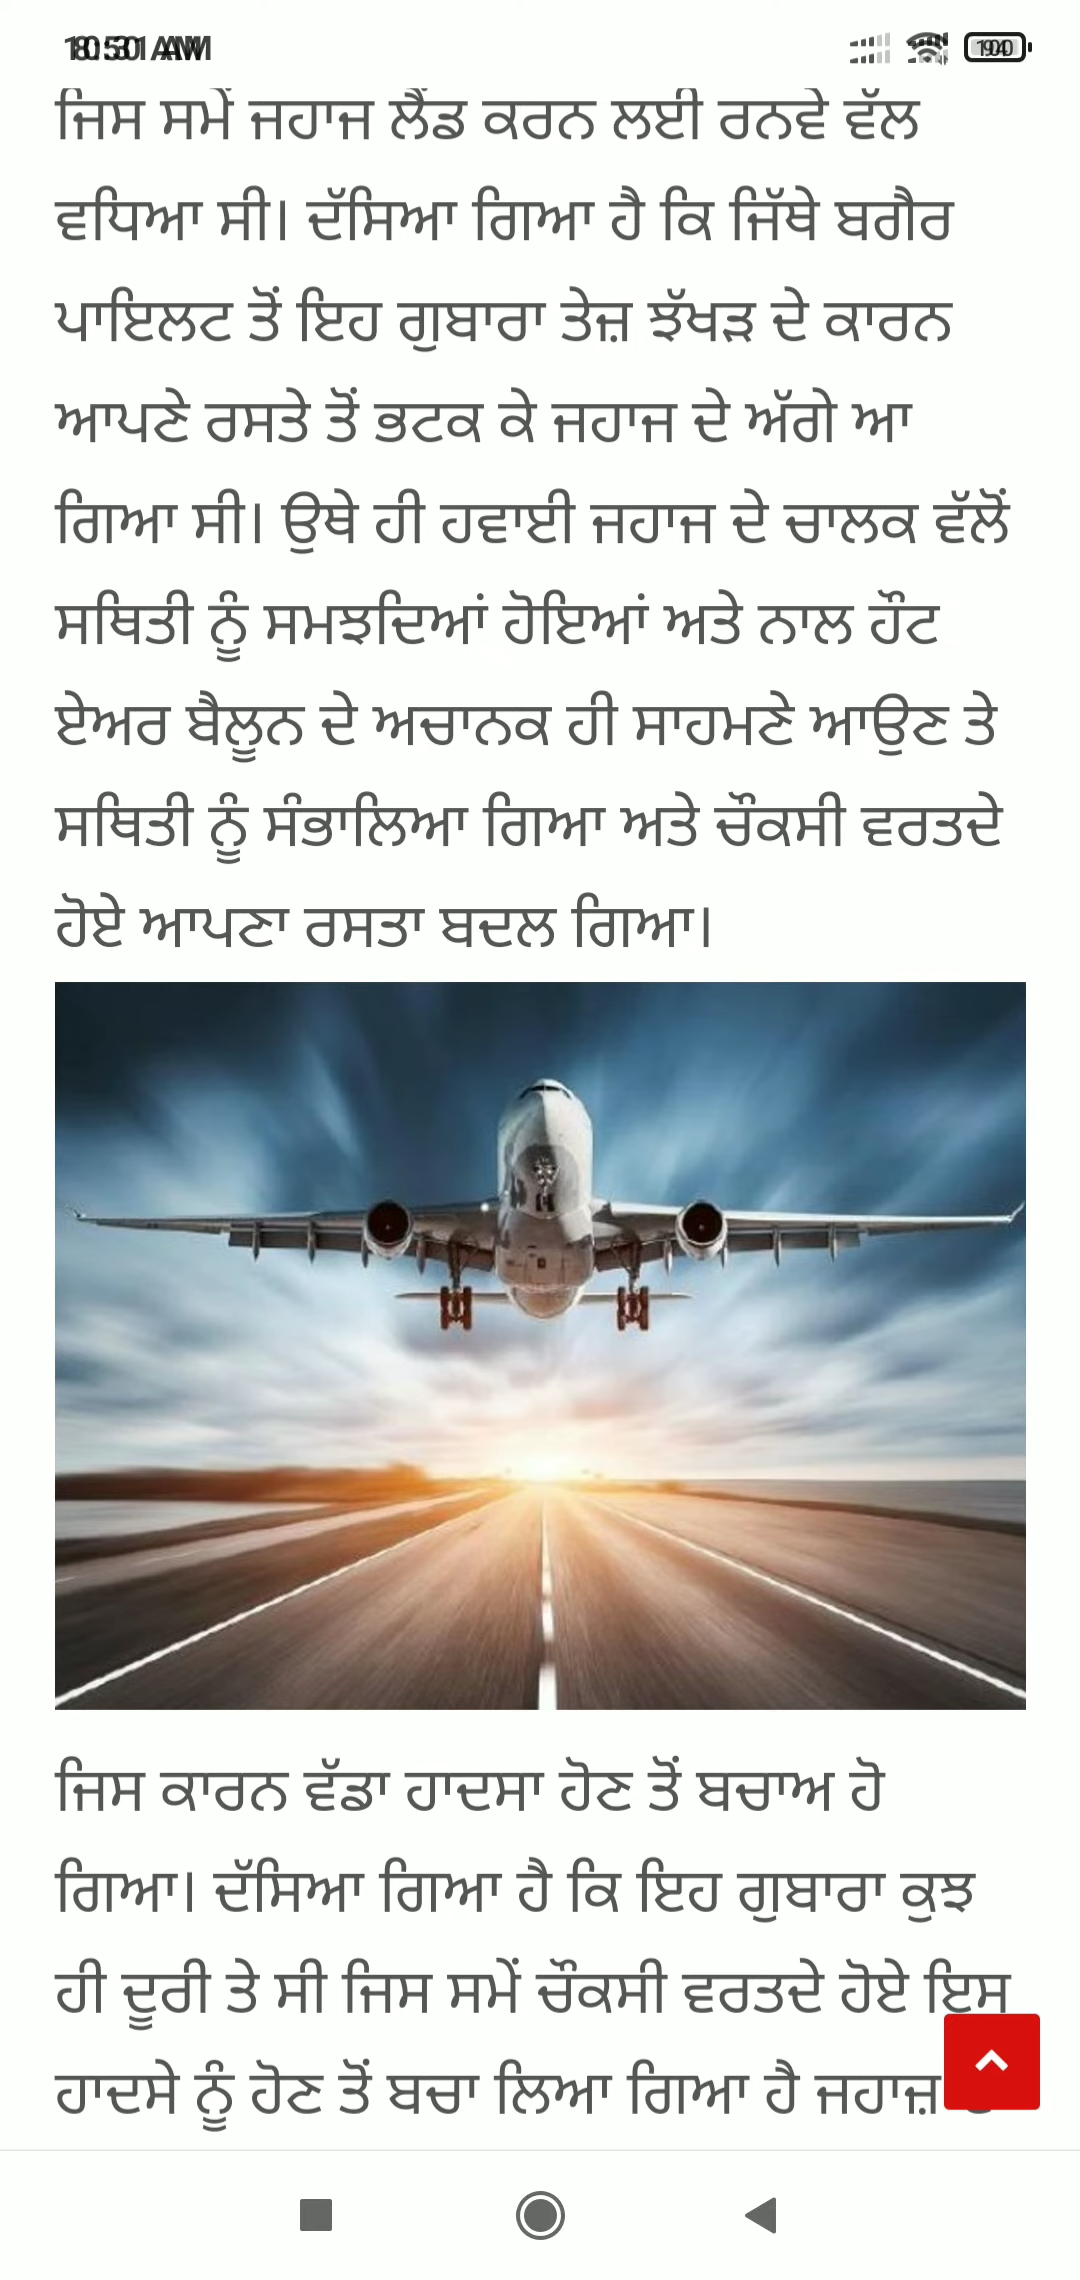 ਜਿਸ ਸਮੇਂ ਜਹਾਜ ਲੈਂਡ ਕਰਨ ਲਈ ਰਨਵੇ ਵੱਲ
ਵਧਿਆ ਸੀ। ਦੱਸਿਆ ਗਿਆ ਹੈ ਕਿ ਜਿੱਥੇ ਬਗੈਰ
ਪਾਇਲਟ ਤੋਂ ਇਹ ਗੁਬਾਰਾ ਤੇਜ਼ ਝੱਖੜ ਦੇ ਕਾਰਨ
ਆਪਣੇ ਰਸਤੇ ਤੋਂ ਭਟਕ ਕੇ ਜਹਾਜ ਦੇ ਅੱਗੇ ਆ
ਗਿਆ ਸੀ। ਉਥੇ ਹੀ ਹਵਾਈ ਜਹਾਜ ਦੇ ਚਾਲਕ ਵੱਲੋਂ
ਸਥਿਤੀ ਨੂੰ ਸਮਝਦਿਆਂ ਹੋਇਆਂ ਅਤੇ ਨਾਲ ਹੌਟ
ਏਅਰ ਬੈਲੂਨ ਦੇ ਅਚਾਨਕ ਹੀ ਸਾਹਮਣੇ ਆਉਣ ਤੇ
ਸਥਿਤੀ ਨੂੰ ਸੰਭਾਲਿਆ ਗਿਆ ਅਤੇ ਚੌਕਸੀ ਵਰਤਦੇ
ਹੋਏ ਆਪਣਾ ਰਸਤਾ ਬਦਲ ਗਿਆ।
ਜਿਸ ਕਾਰਨ ਵੱਡਾ ਹਾਦਸਾ ਹੋਣ ਤੋਂ ਬਚਾਅ ਹੋ
ਗਿਆ। ਦੱਸਿਆ ਗਿਆ ਹੈ ਕਿ ਇਹ ਗੁਬਾਰਾ ਕੁਝ
ਹੀ ਦੂਰੀ ਤੇ ਸੀ ਜਿਸ ਸਮੇਂ ਚੌਕਸੀ ਵਰਤਦੇ ਹੋਏ ਇਸ
ਹਾਦਸੇ ਨੂੰ ਹੋਣ ਤੋਂ ਬਚਾ ਲਿਆ ਗਿਆ ਹੈ ਜਹਾਜ਼